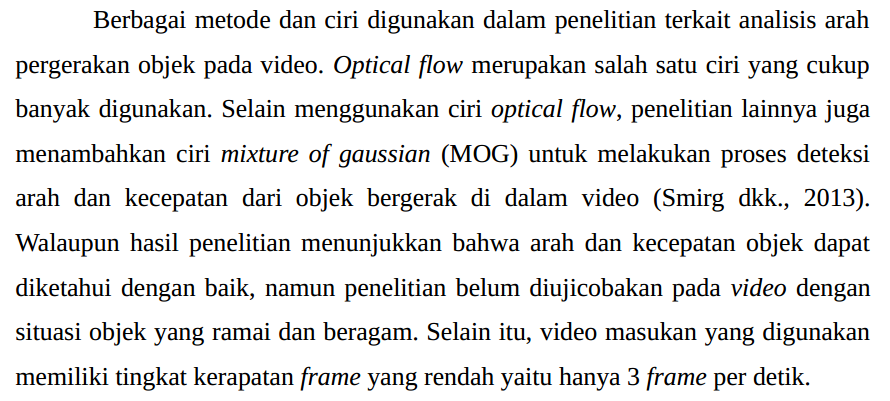 Berbagai metode dan ciri digunakan dalam penelitian terkait analisis arah
pergerakan objek pada video. Optical flow merupakan salah satu ciri yang cukup
banyak digunakan. Selain menggunakan ciri optical flow, penelitian lainnya juga
menambahkan ciri mixture of gaussian (MOG) untuk melakukan proses deteksi
arah dan kecepatan dari objek bergerak di dalam video (Smirg dkk., 2013).
Walaupun hasil penelitian menunjukkan bahwa arah dan kecepatan objek dapat
diketahui dengan baik, namun penelitian belum diujicobakan pada video dengan
situasi objek yang ramai dan beragam. Selain itu, video masukan yang digunakan
memiliki tingkat kerapatan frame yang rendah yaitu hanya 3 frame per detik.